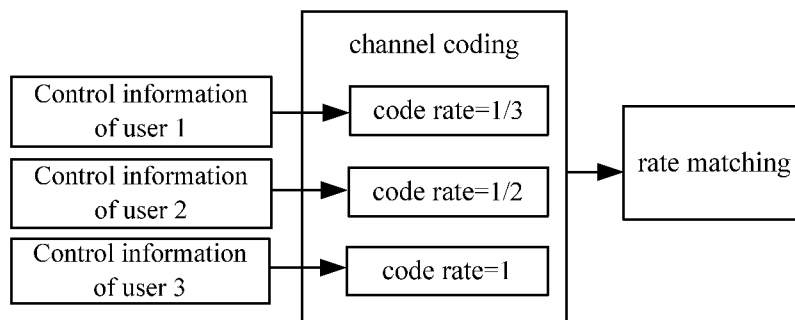 channel coding
Control information
of user 1
code rate=1/3
Control information
of user 2
code rate=1/2
Control information
of user 3
code rate=1
rate matching